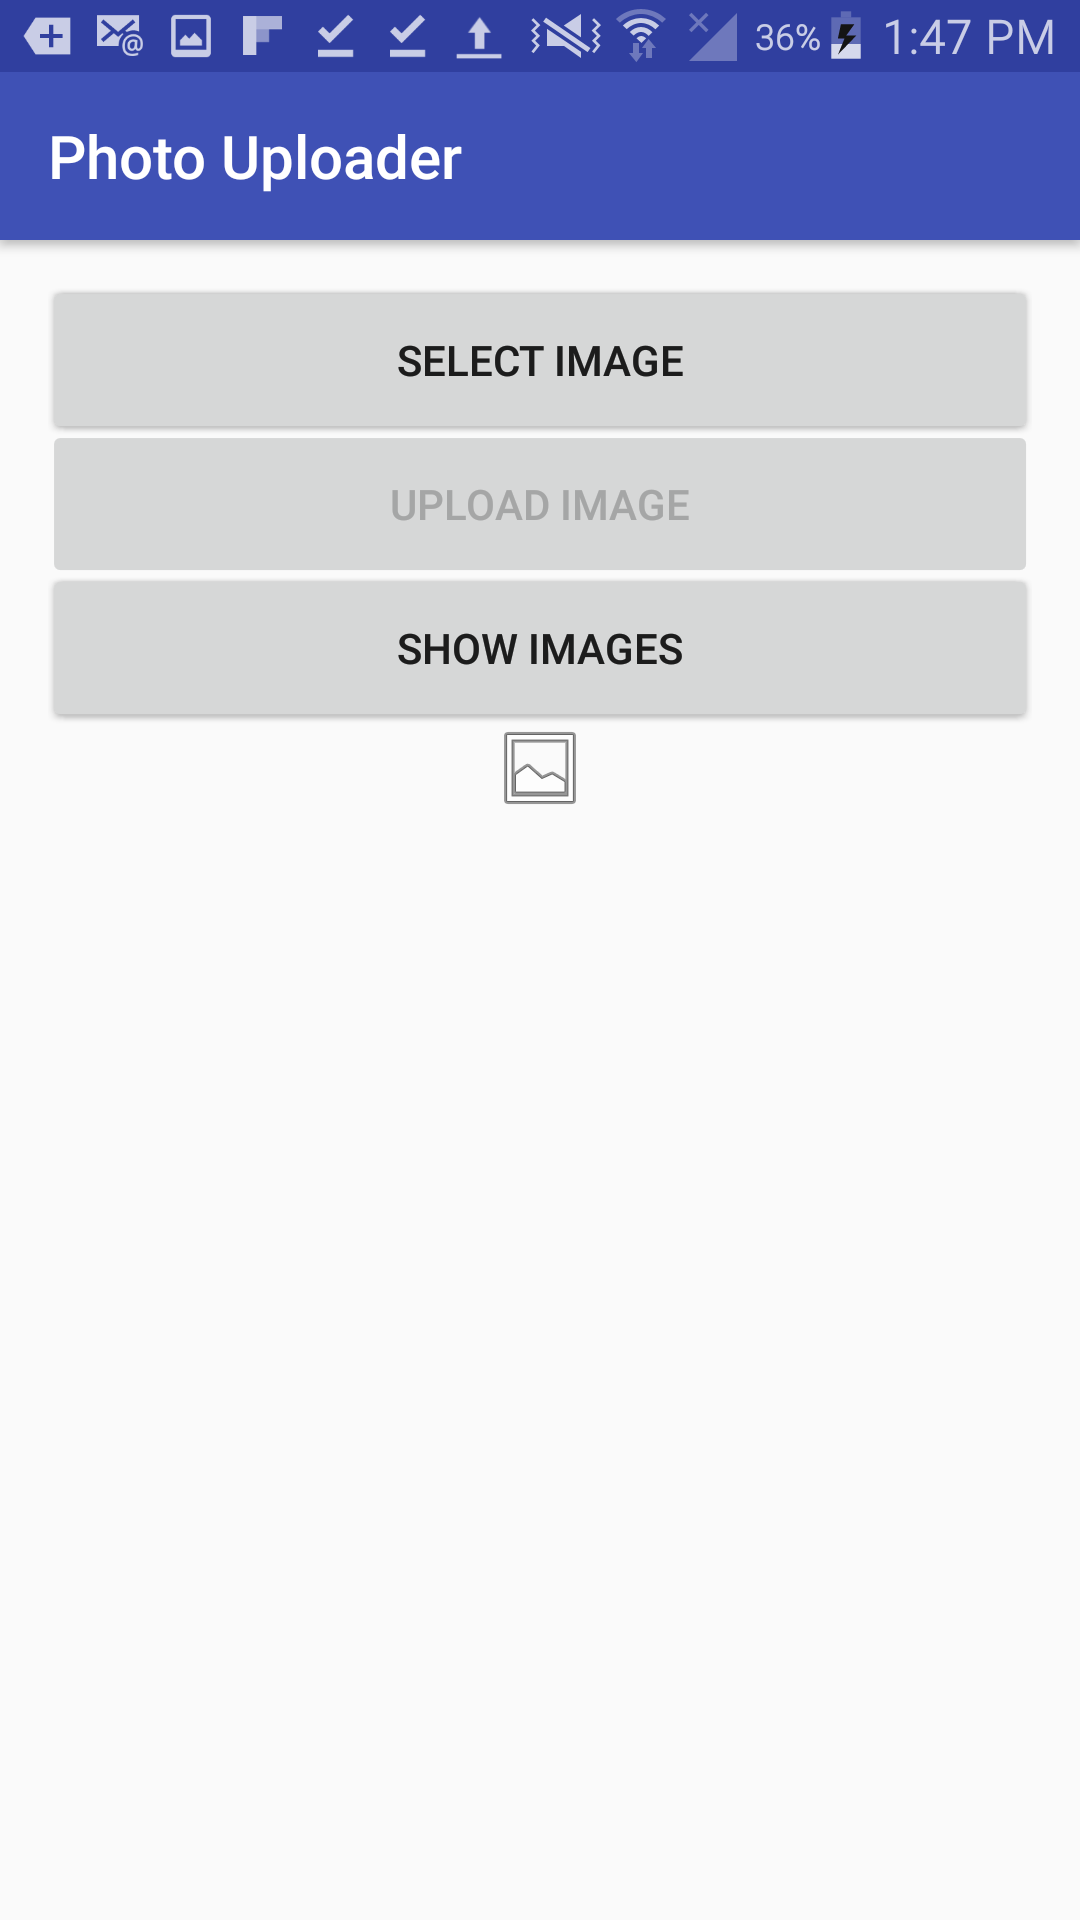 36% 1:47 PM
Photo Uploader
SELECT IMAGE
UPLOAD IMAGE
SHOW IMAGES